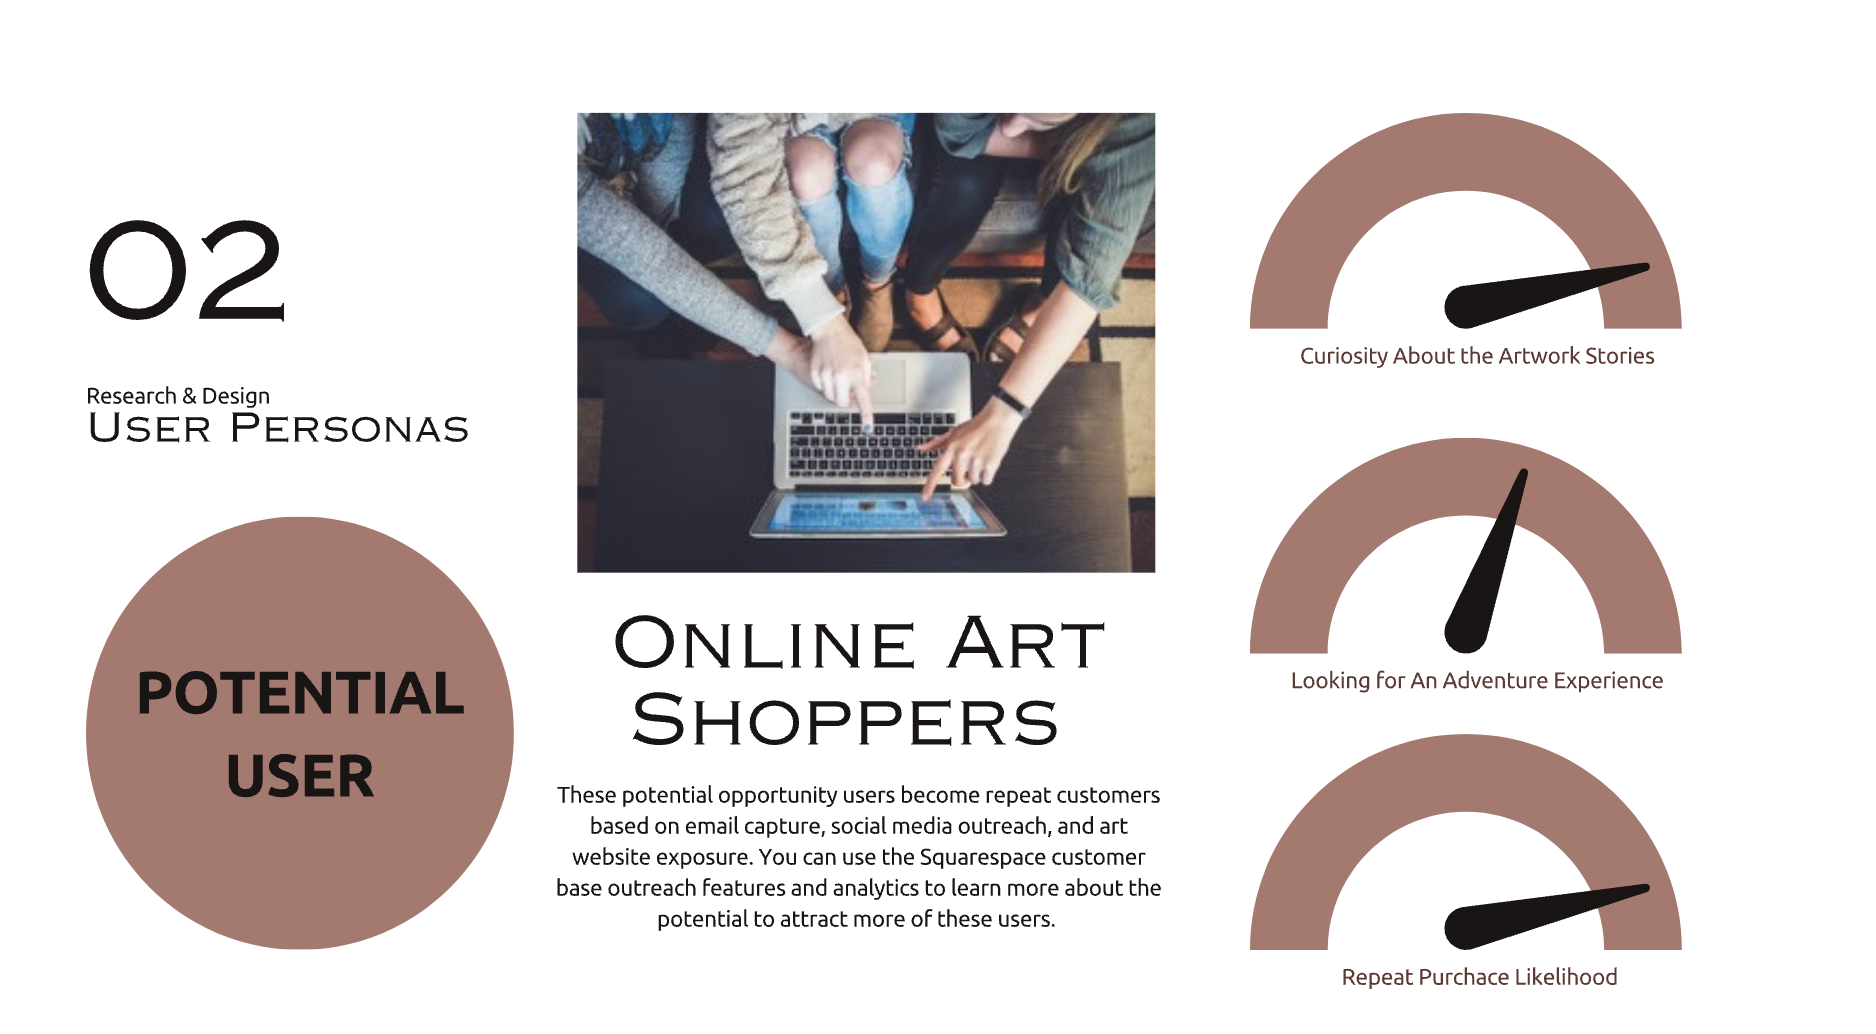 02
Research & Design
User Personas
POTENTIAL
USER
Online Art
Shoppers
These potential opportunity users become repeat customers
based on email capture, social media outreach, and art
website exposure. You can use the Squarespace customer
base outreach features and analytics to learn more about the
potential to attract more of these users.
Curiosity About the Artwork Stories
Looking for An Adventure Experience
Repeat Purchace Likelihood